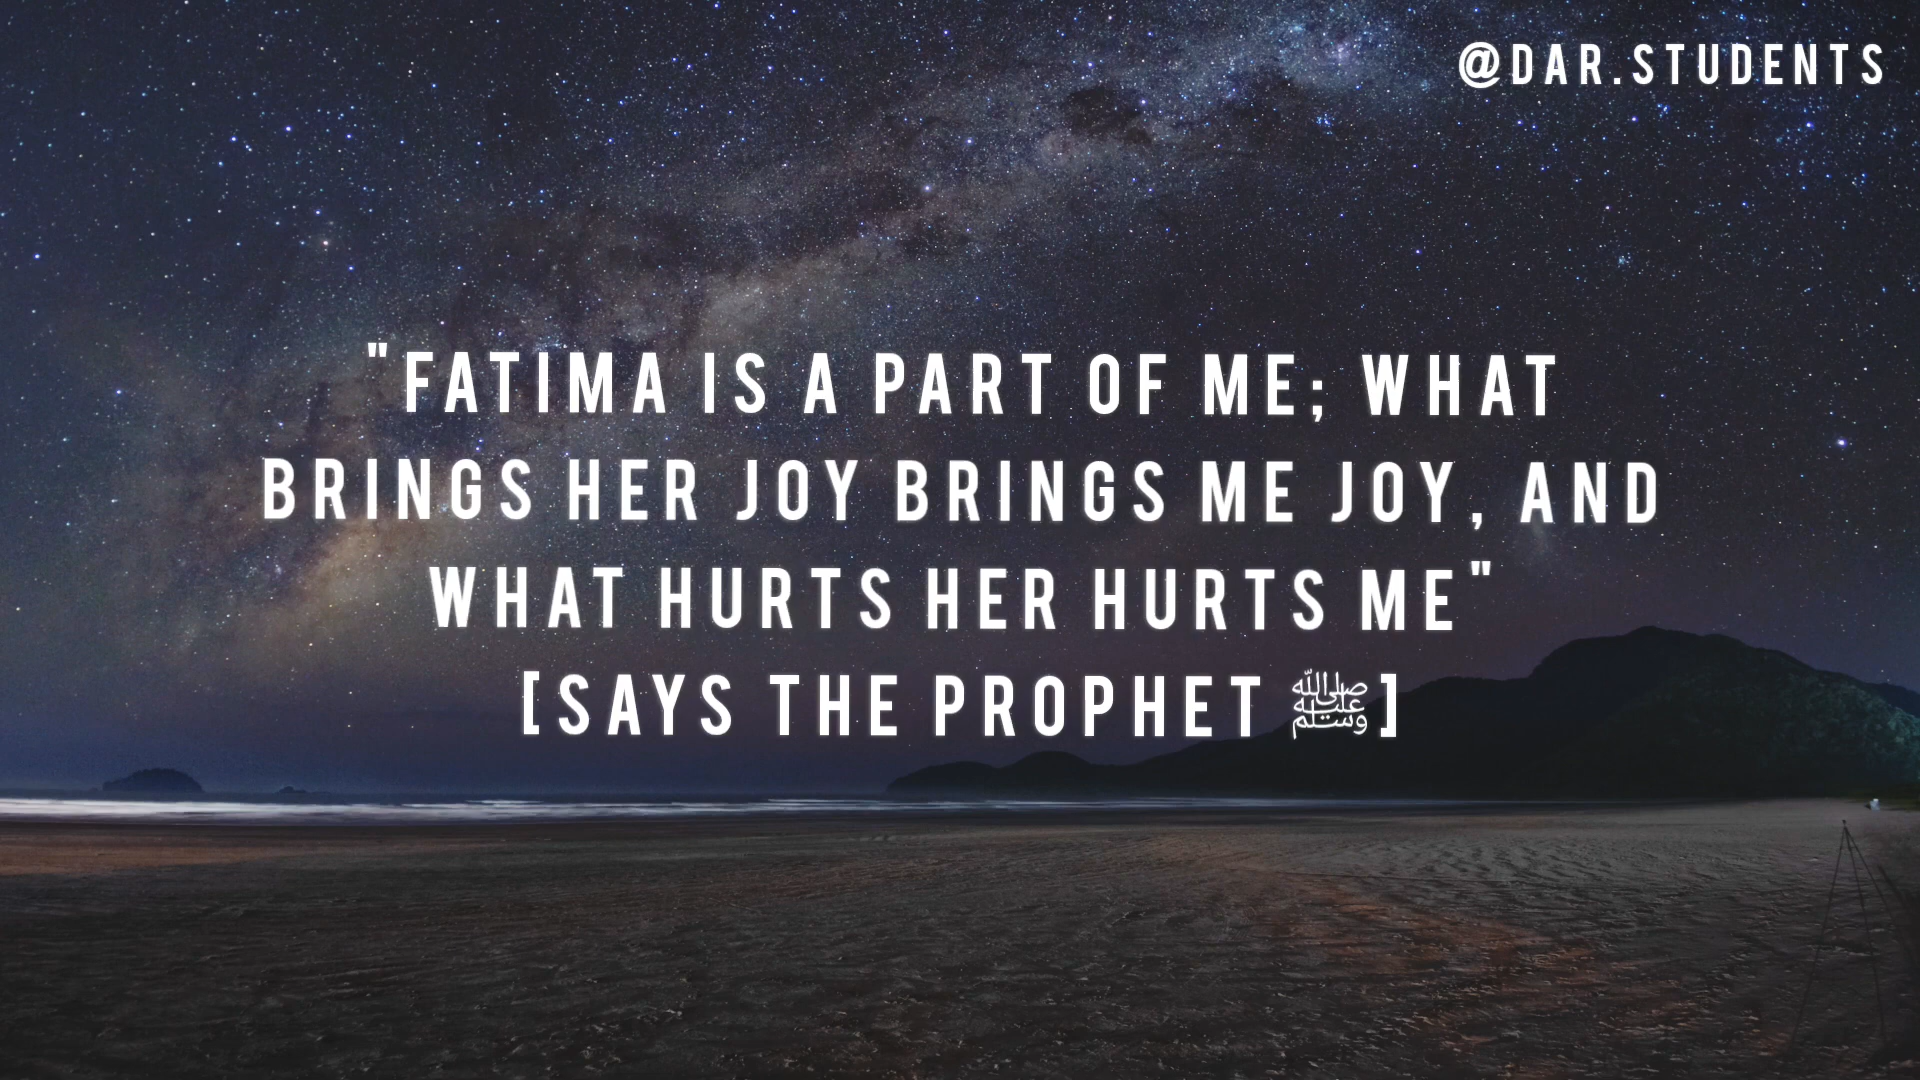 @DAR.STUDENTS
"FATIMA IS A PART OF ME; WHAT
BRINGS HER JOY BRINGS ME JOY, AND
WHAT HURTS HER HURTS ME"
[SAYS THE PROPHET ﷺ]